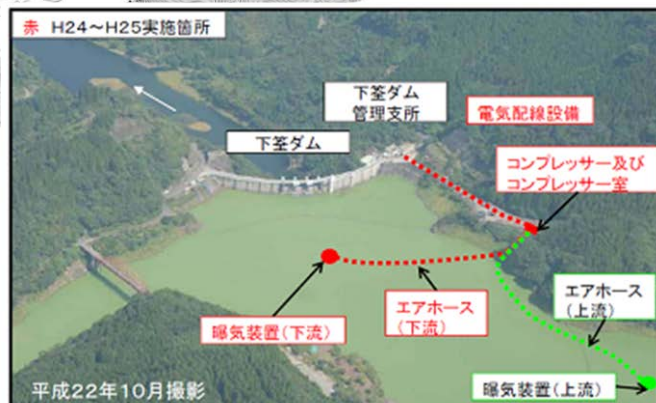 赤 H24～H25実施箇所
下筌ダム
管理支所
電気配線設備
下筌ダム
コンプレッサー及び
コンプレッサー室
エアホース
(上流)
エアホース
(下流)
曝気装置(下流)
曝気装置(上流)
平成22年10月撮影